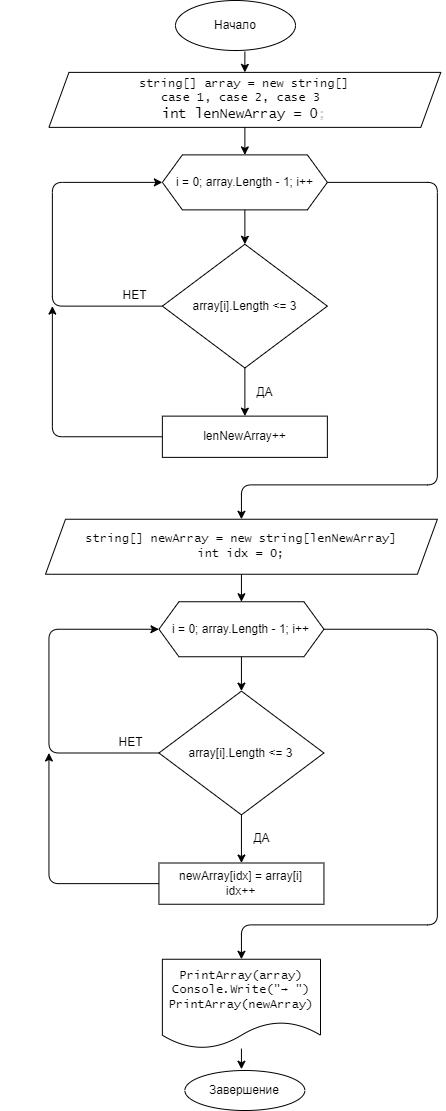 Начало
string[] array = new string[]
case 1, case 2, case 3
int lenNewArray = 0;
i = 0; array.Length - 1; i++
НЕТ
array[i].Length <= 3
ДА
lenNewArray++
string[] newArray = new string[lenNewArray]
int idx = 0;
i = 0; array.Length - 1; i++
НЕТ
array[i].Length <= 3
ДА
newArray[idx] = array[i]
idx++
PrintArray(array)
Console.Write("→ ")
PrintArray(newArray)
Завершение